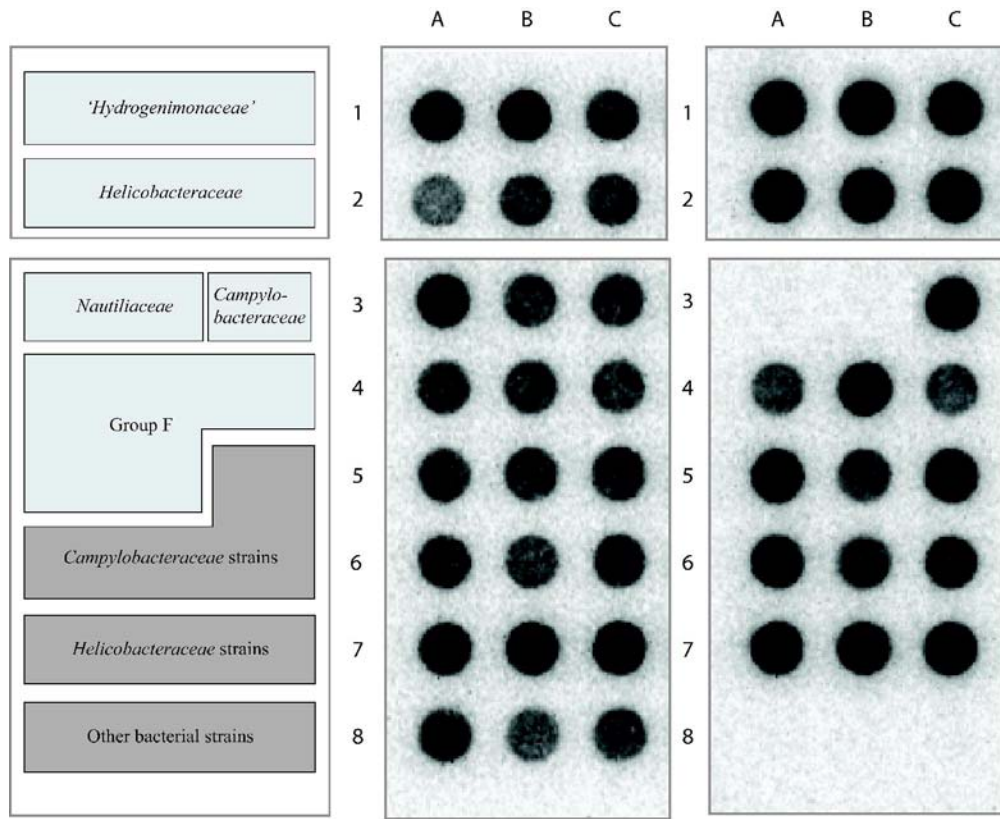 A B C A B C
'Hydrogenimonaceae' 1 1
Helicobacteraceae 2 2
Nautiliaceae
Campylo-
bacteraceae
3 3
Group F
4 4
5 5
Campylobacteraceae strains 6 6
Helicobacteraceae strains 7 7
Other bacterial strains 8 8